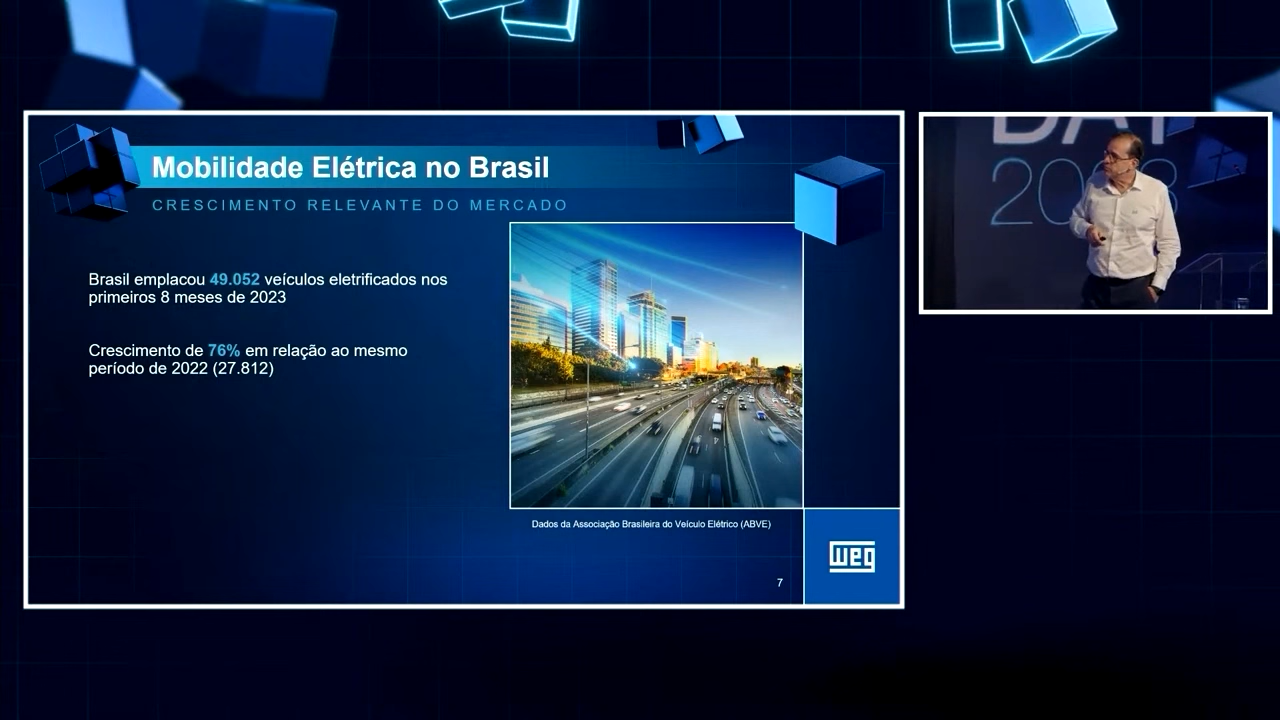 Mobilidade Elétrica no Brasil
CRESCIMENTO RELEVANTE DO MERCADO
Brasil emplacou 49.052 veículos eletrificados nos
primeiros 8 meses de 2023
Crescimento de 76% em relação ao mesmo
período de 2022 (27.812)
Dados da Associação Brasileira do Veículo Elétrico (ABVE)
7
weg
DAY